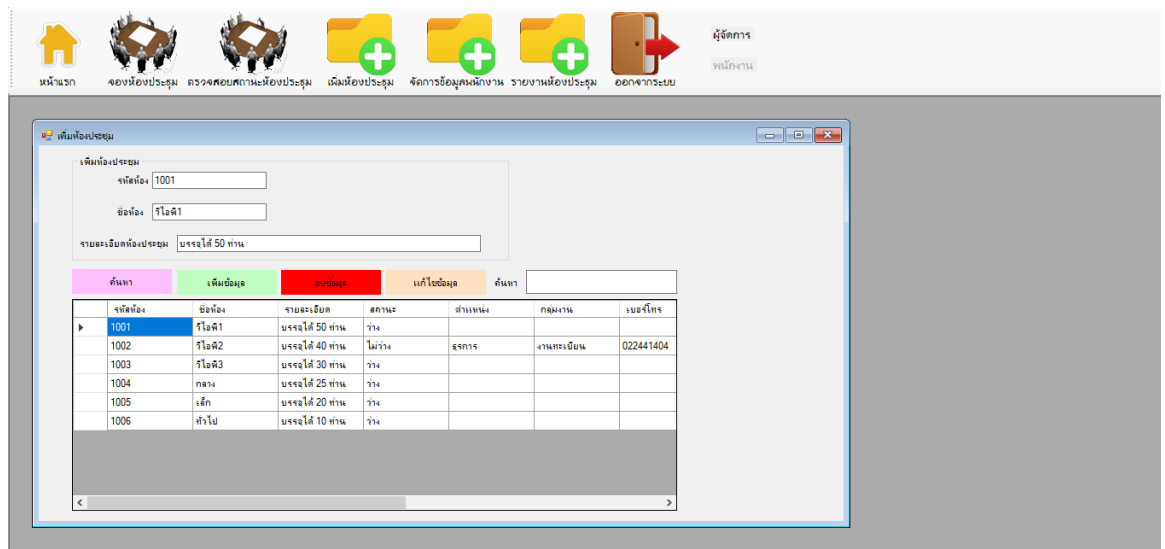 ผู้จัดการ
พนักงาน
หน้าแรก จองห้องประชุม ตรวจสอบสถานะห้องประชุม เพิ่มห้องประชุม จัดการข้อมูลพนักงาน รายงานห้องประชุม ออกจากระบบ
เพิ่มห้องประชุม
เพิ่มห้องประชุม
รหัสห้อง 1001
ชื่อห้อง วีไอพี1
รายละเอียดห้องประชุม บรรจุได้ 50 ท่าน
ค้นหา เพิ่มข้อมูล ลบข้อมูล แก้ไขข้อมูล ค้นหา
รหัสห้อง ชื่อห้อง รายละเอียด สถานะ ตำแหน่ง กลุ่มงาน เบอร์โทร
1001 วีไอพี1 บรรจุได้ 50 ท่าน ว่าง
1002 วีไอพี2 บรรจุได้ 40 ท่าน ไม่ว่าง ธุรการ งานทะเบียน 022441404
1003 วีไอพี3 บรรจุได้ 30 ท่าน ว่าง
1004 กลาง บรรจุได้ 25 ท่าน ว่าง
1005 เล็ก บรรจุได้ 20 ท่าน ว่าง
1006 ทั่วไป บรรจุได้ 10 ท่าน ว่าง